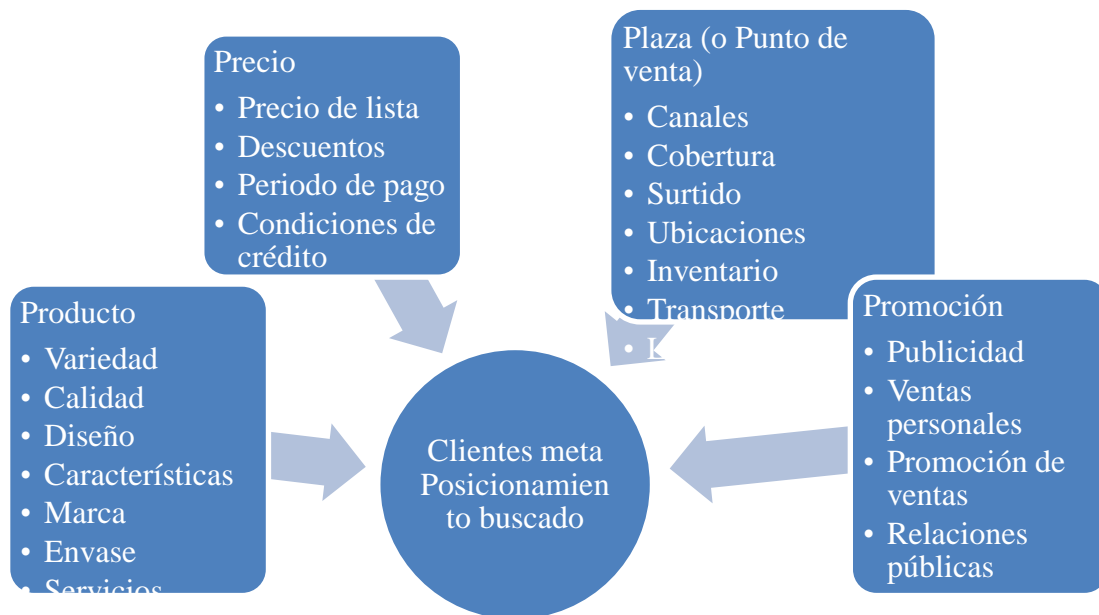 Precio
• Precio de lista
• Descuentos
• Periodo de pago
• Condiciones de
crédito
Plaza (o Punto de
venta)
• Canales
• Cobertura
• Surtido
• Ubicaciones
• Inventario
• Transporte
Producto
• Variedad
• Calidad
• Diseño
• Características
• Marca
• Envase
• Servicios
Promoción
• Publicidad
• Ventas
personales
• Promoción de
ventas
• Relaciones
públicas
Clientes meta
Posicionamien
to buscado